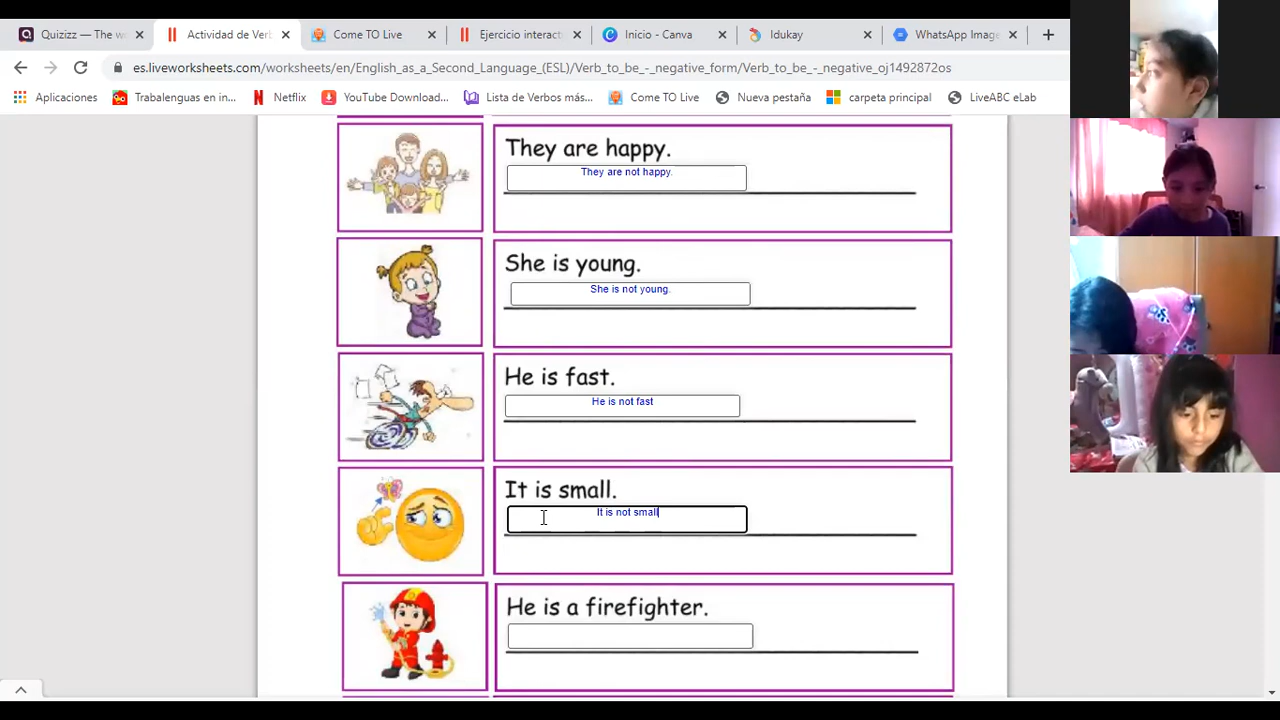 Quizizz — The w
Actividad de Ver
Come TO Live
Ejercicio interact
Inicio - Canva
Idukay
WhatsApp Image
es.liveworksheets.com/worksheets/en/English_as_a_Second_Language_(ESL)/Verb_to_be_-_negative_form/Verb_to_be_-_negative_oj1492872os
Aplicaciones
Trabalenguas en in...
Netflix
YouTube Download...
Lista de Verbos más...
Come TO Live
Nueva pestaña
carpeta principal
LiveABC eLab
They are happy.
They are not happy.
She is young.
She is not young.
He is fast.
He is not fast
It is small.
It is not small
He is a firefighter.